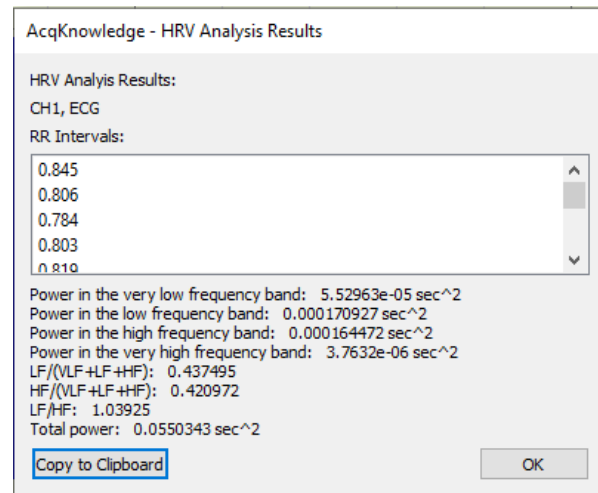 AcqKnowledge - HRV Analysis Results
HRV Analyis Results:
CH1, ECG
RR Intervals:
0.845
0.806
0.784
0.803
0.819
Power in the very low frequency band: 5.52963e-05 sec^2
Power in the low frequency band: 0.000170927 sec^2
Power in the high frequency band: 0.000164472 sec^2
Power in the very high frequency band: 3.7632e-06 sec^2
LF/(VLF+LF+HF): 0.437495
HF/(VLF+LF+HF): 0.420972
LF/HF: 1.03925
Total power: 0.0550343 sec^2
Copy to Clipboard OK